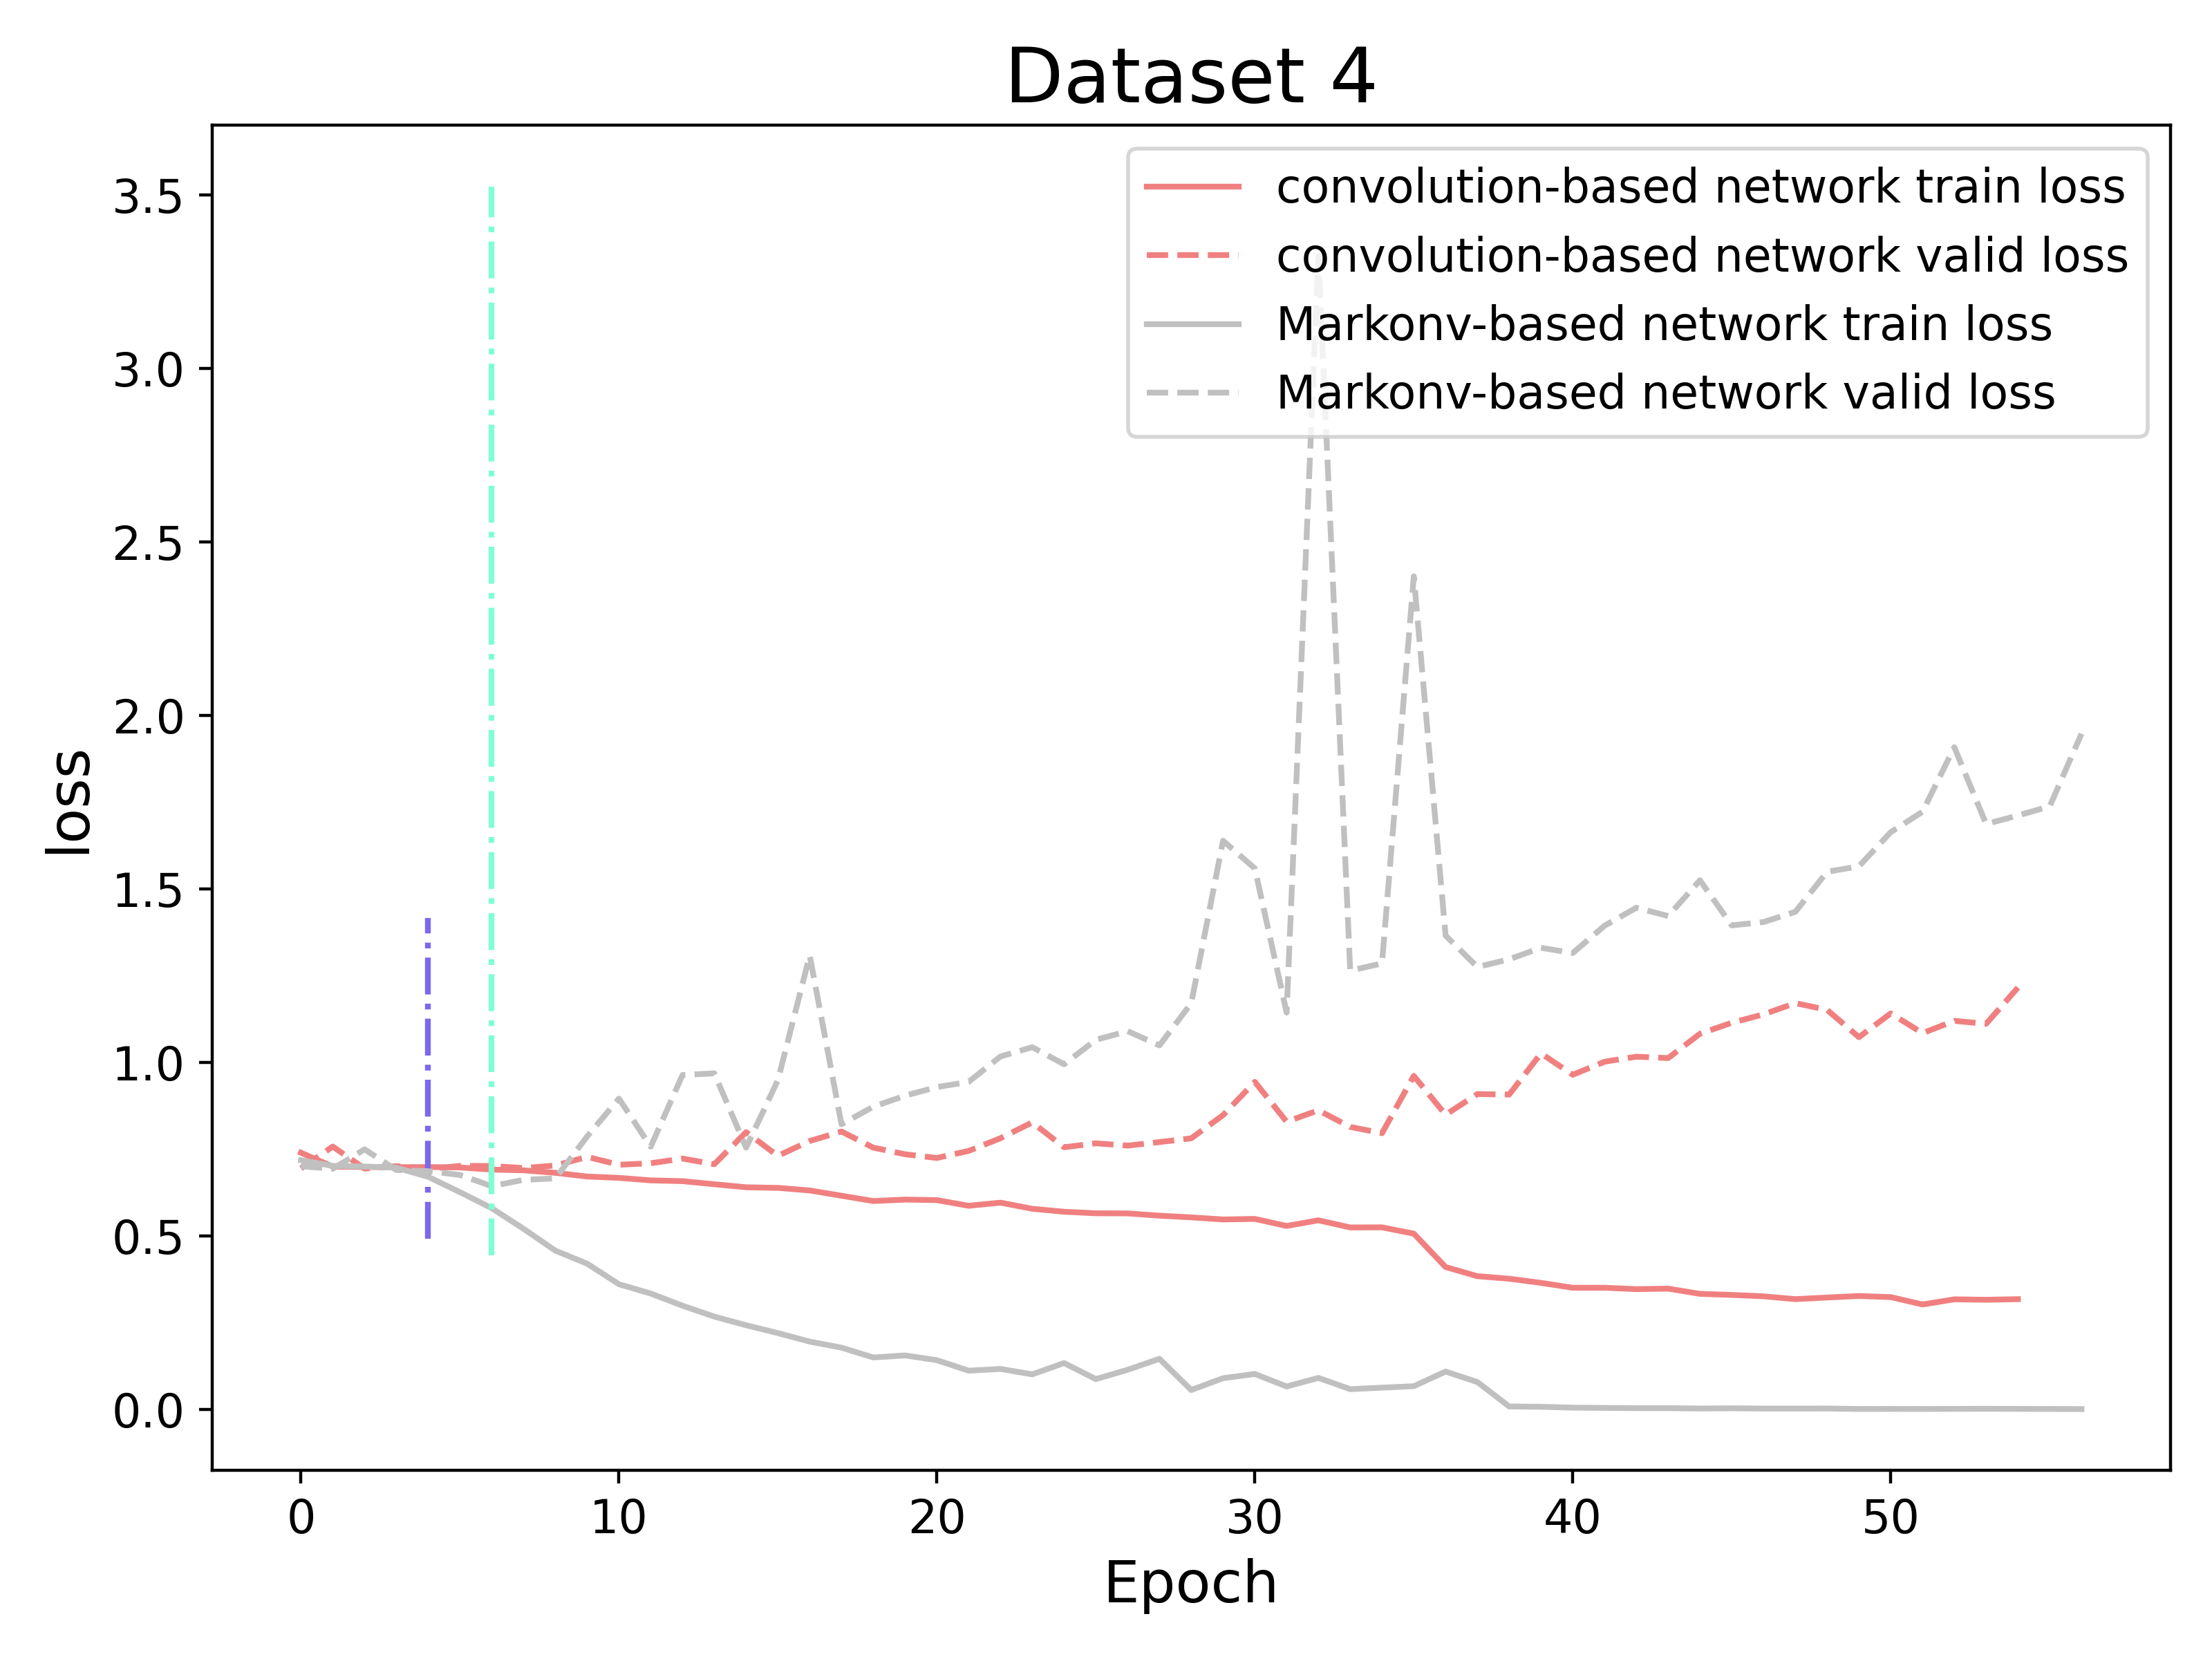 Dataset 4
convolution-based network train loss
convolution-based network valid loss
Markonv-based network train loss
Markonv-based network valid loss
3.5
3.0
2.5
2.0
1.5
1.0
0.5
0.0
loss
0 10 20 30 40 50
Epoch